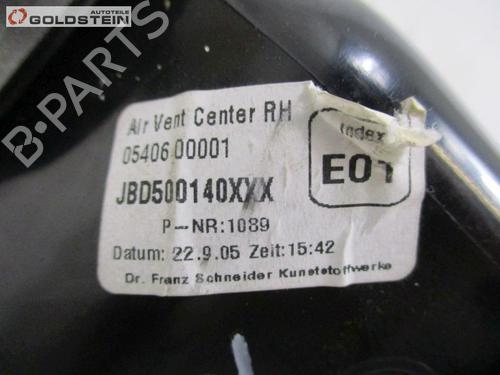 AUTOTEILE
GOLDSTEIN
B-PARTS
Air Vent Center RH
05406 00001
JBD500140XXX
P-NR:1089
Datum: 22.9.05 Zeit:15:42
Dr. Franz Schneider Kunststoffwerke
Index
E01